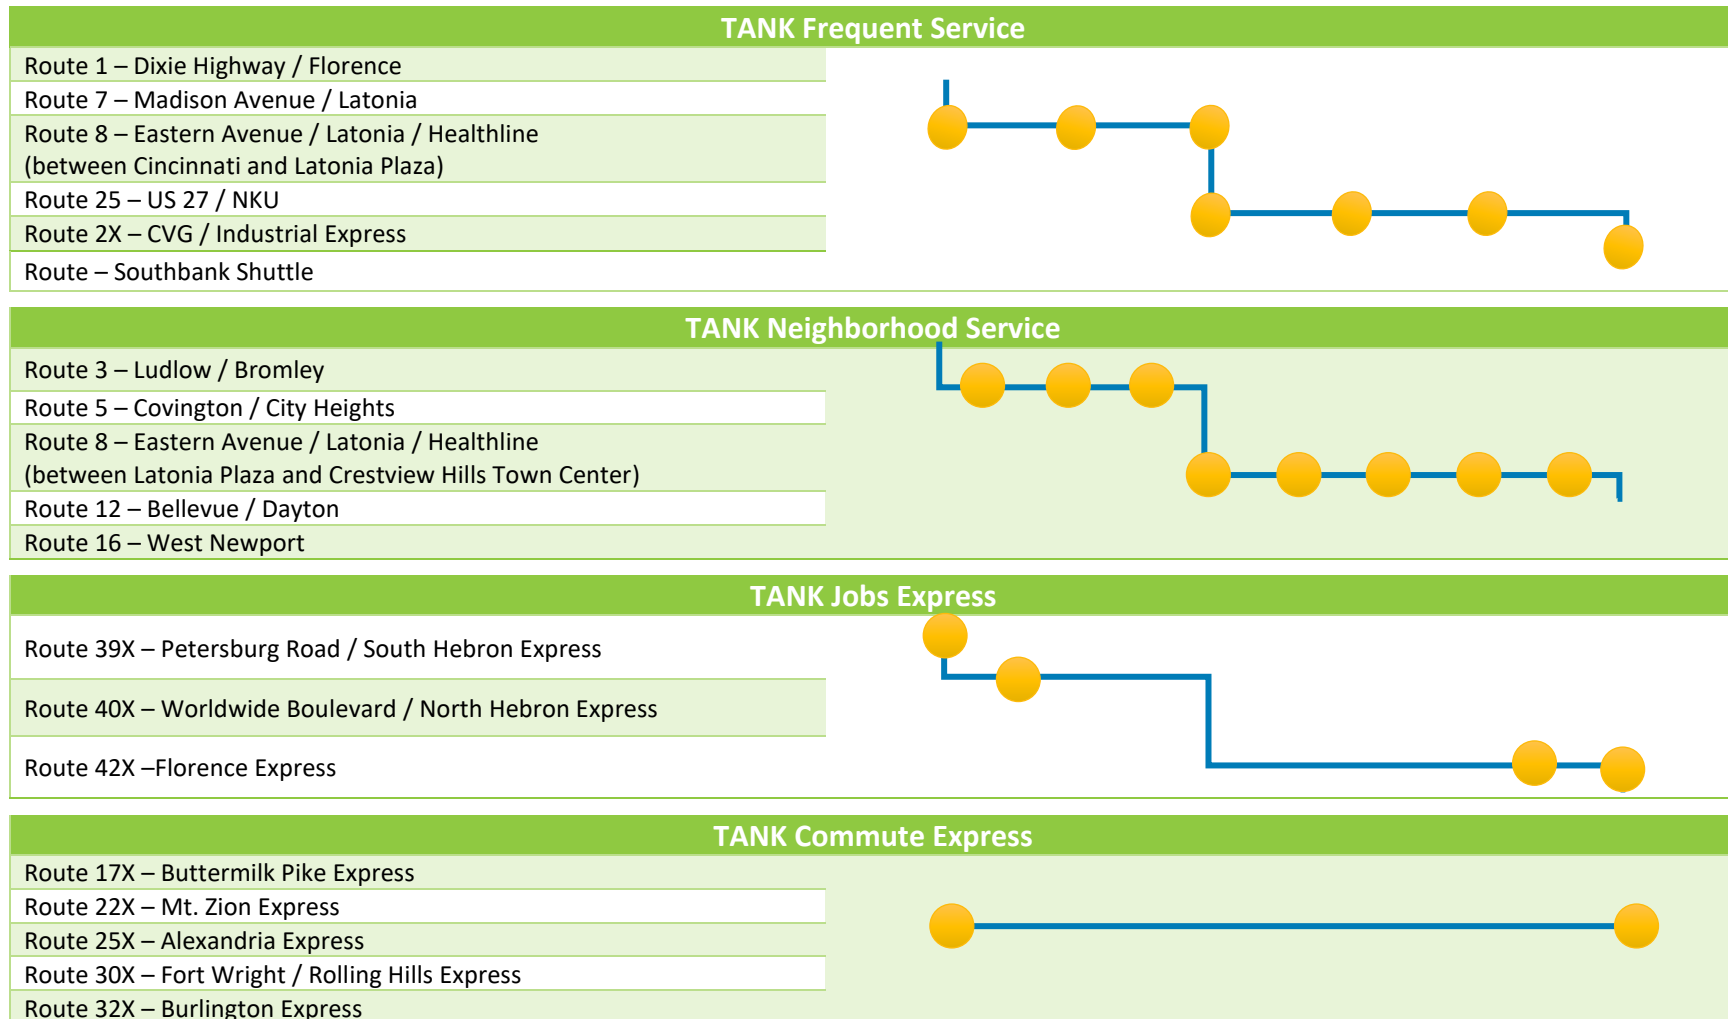 TANK Frequent Service
Route 1 – Dixie Highway / Florence
Route 7 – Madison Avenue / Latonia
Route 8 – Eastern Avenue / Latonia / Healthline
(between Cincinnati and Latonia Plaza)
Route 25 – US 27 / NKU
Route 2X – CVG / Industrial Express
Route – Southbank Shuttle
TANK Neighborhood Service
Route 3 – Ludlow / Bromley
Route 5 – Covington / City Heights
Route 8 – Eastern Avenue / Latonia / Healthline
(between Latonia Plaza and Crestview Hills Town Center)
Route 12 – Bellevue / Dayton
Route 16 – West Newport
TANK Jobs Express
Route 39X – Petersburg Road / South Hebron Express
Route 40X – Worldwide Boulevard / North Hebron Express
Route 42X –Florence Express
TANK Commute Express
Route 17X – Buttermilk Pike Express
Route 22X – Mt. Zion Express
Route 25X – Alexandria Express
Route 30X – Fort Wright / Rolling Hills Express
Route 32X – Burlington Express